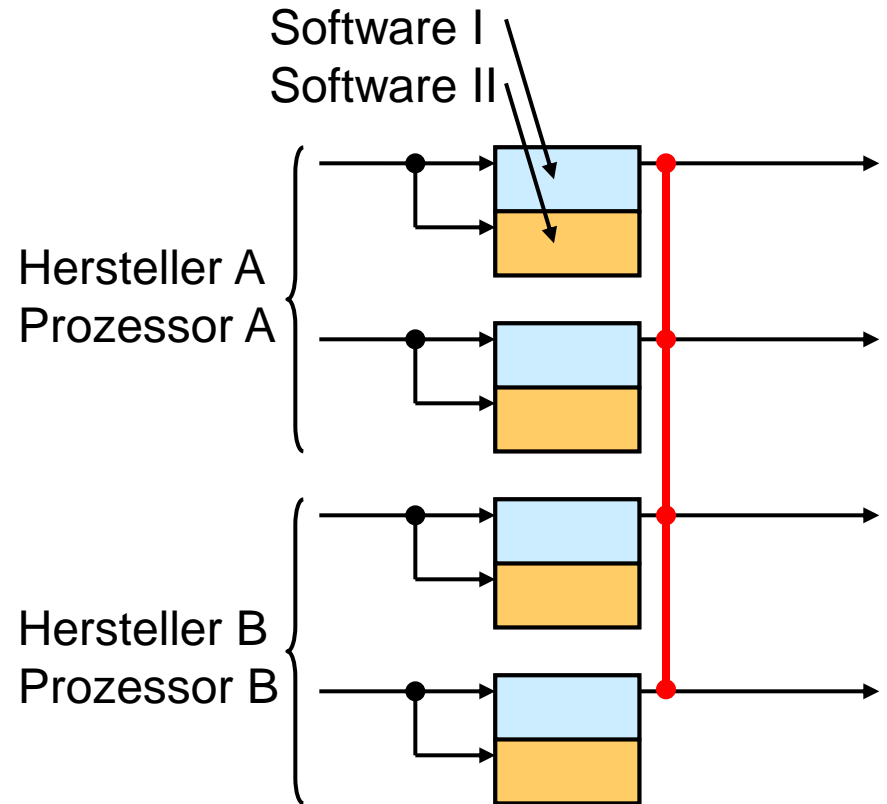 Software I
Software II
Hersteller A
Prozessor A
Hersteller B
Prozessor B